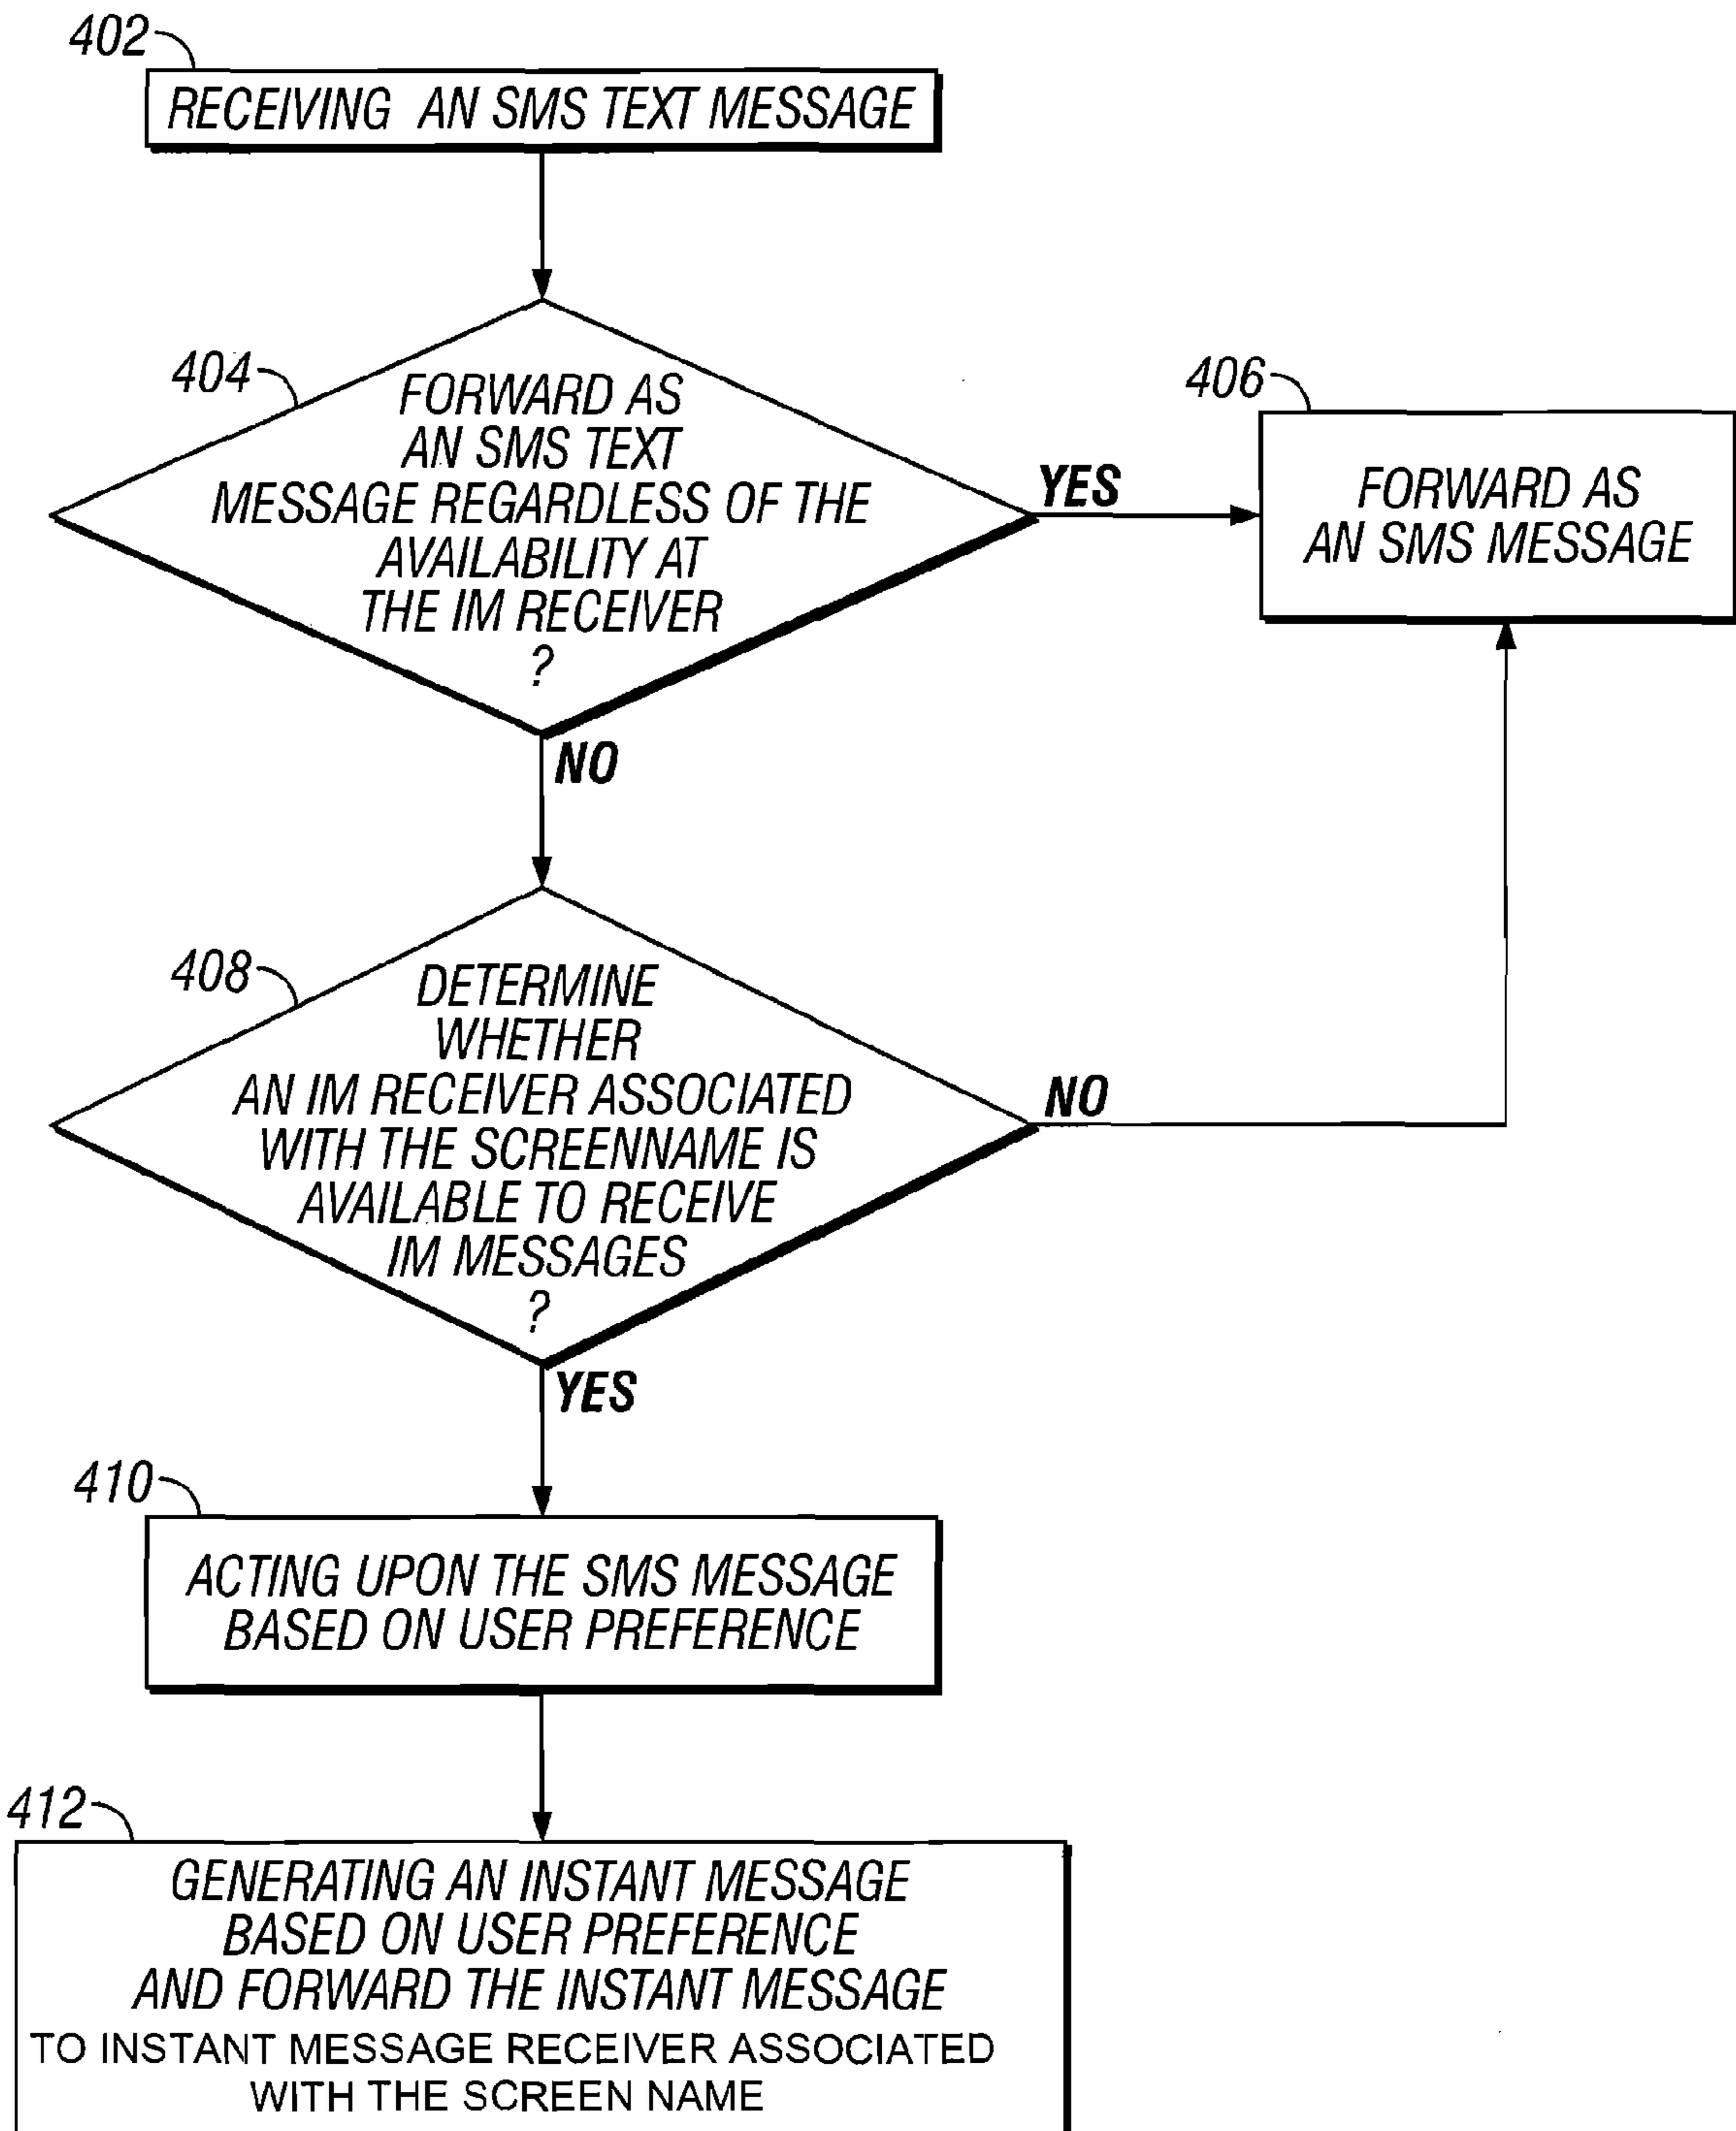 402
RECEIVING AN SMS TEXT MESSAGE
404
FORWARD AS
AN SMS TEXT
MESSAGE REGARDLESS OF THE
AVAILABILITY AT
THE IM RECEIVER
?
YES
406
FORWARD AS
AN SMS MESSAGE
NO
408
DETERMINE
WHETHER
AN IM RECEIVER ASSOCIATED
WITH THE SCREENNAME IS
AVAILABLE TO RECEIVE
IM MESSAGES
?
NO
YES
410
ACTING UPON THE SMS MESSAGE
BASED ON USER PREFERENCE
412
GENERATING AN INSTANT MESSAGE
BASED ON USER PREFERENCE
AND FORWARD THE INSTANT MESSAGE
TO INSTANT MESSAGE RECEIVER ASSOCIATED
WITH THE SCREEN NAME